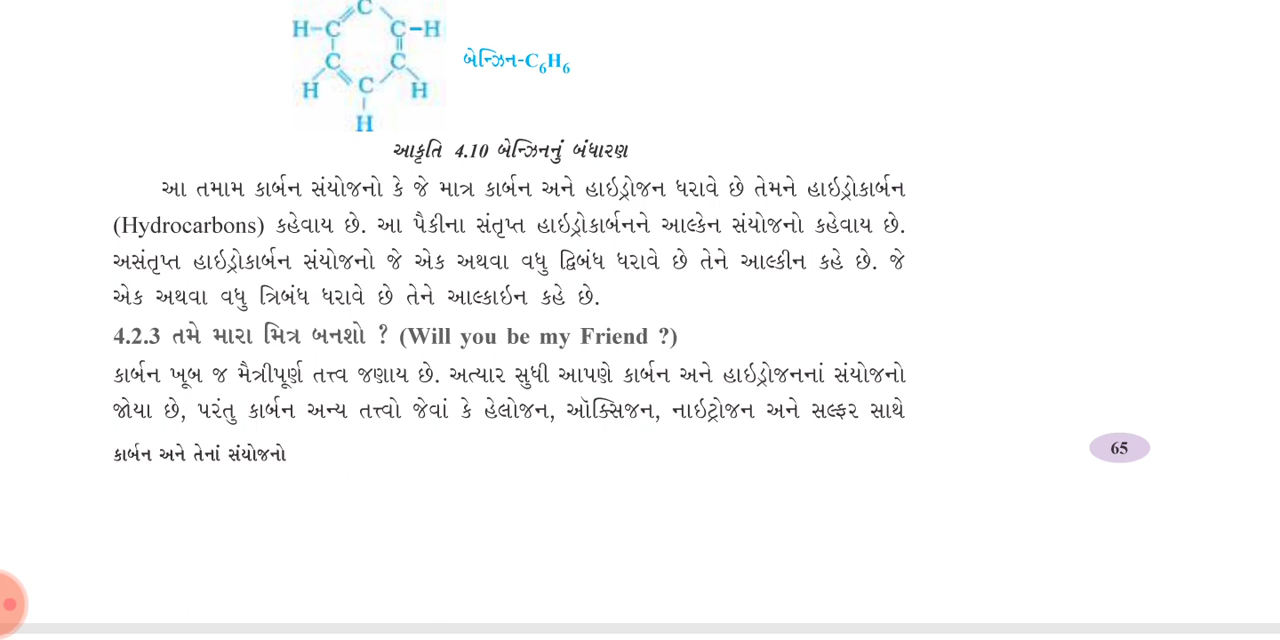 C
H-C C-H
C C
H C H
H
બેન્ઝિન-C₆H₆
આકૃતિ 4.10 બેન્ઝિનનું બંધારણ
આ તમામ કાર્બન સંયોજનો કે જે માત્ર કાર્બન અને હાઇડ્રોજન ધરાવે છે તેમને હાઇડ્રોકાર્બન
(Hydrocarbons) કહેવાય છે. આ પૈકીના સંતૃપ્ત હાઇડ્રોકાર્બનને આલ્કેન સંયોજનો કહેવાય છે.
અસંતૃપ્ત હાઇડ્રોકાર્બન સંયોજનો જે એક અથવા વધુ દ્વિબંધ ધરાવે છે તેને આલ્કીન કહે છે. જે
એક અથવા વધુ ત્રિબંધ ધરાવે છે તેને આલ્કાઇન કહે છે.
4.2.3 તમે મારા મિત્ર બનશો ? (Will you be my Friend ?)
કાર્બન ખૂબ જ મૈત્રીપૂર્ણ તત્ત્વ જણાય છે. અત્યાર સુધી આપણે કાર્બન અને હાઇડ્રોજનનાં સંયોજનો
જોયા છે, પરંતુ કાર્બન અન્ય તત્ત્વો જેવાં કે હેલોજન, ઑક્સિજન, નાઇટ્રોજન અને સલ્ફર સાથે
કાર્બન અને તેનાં સંયોજનો
65